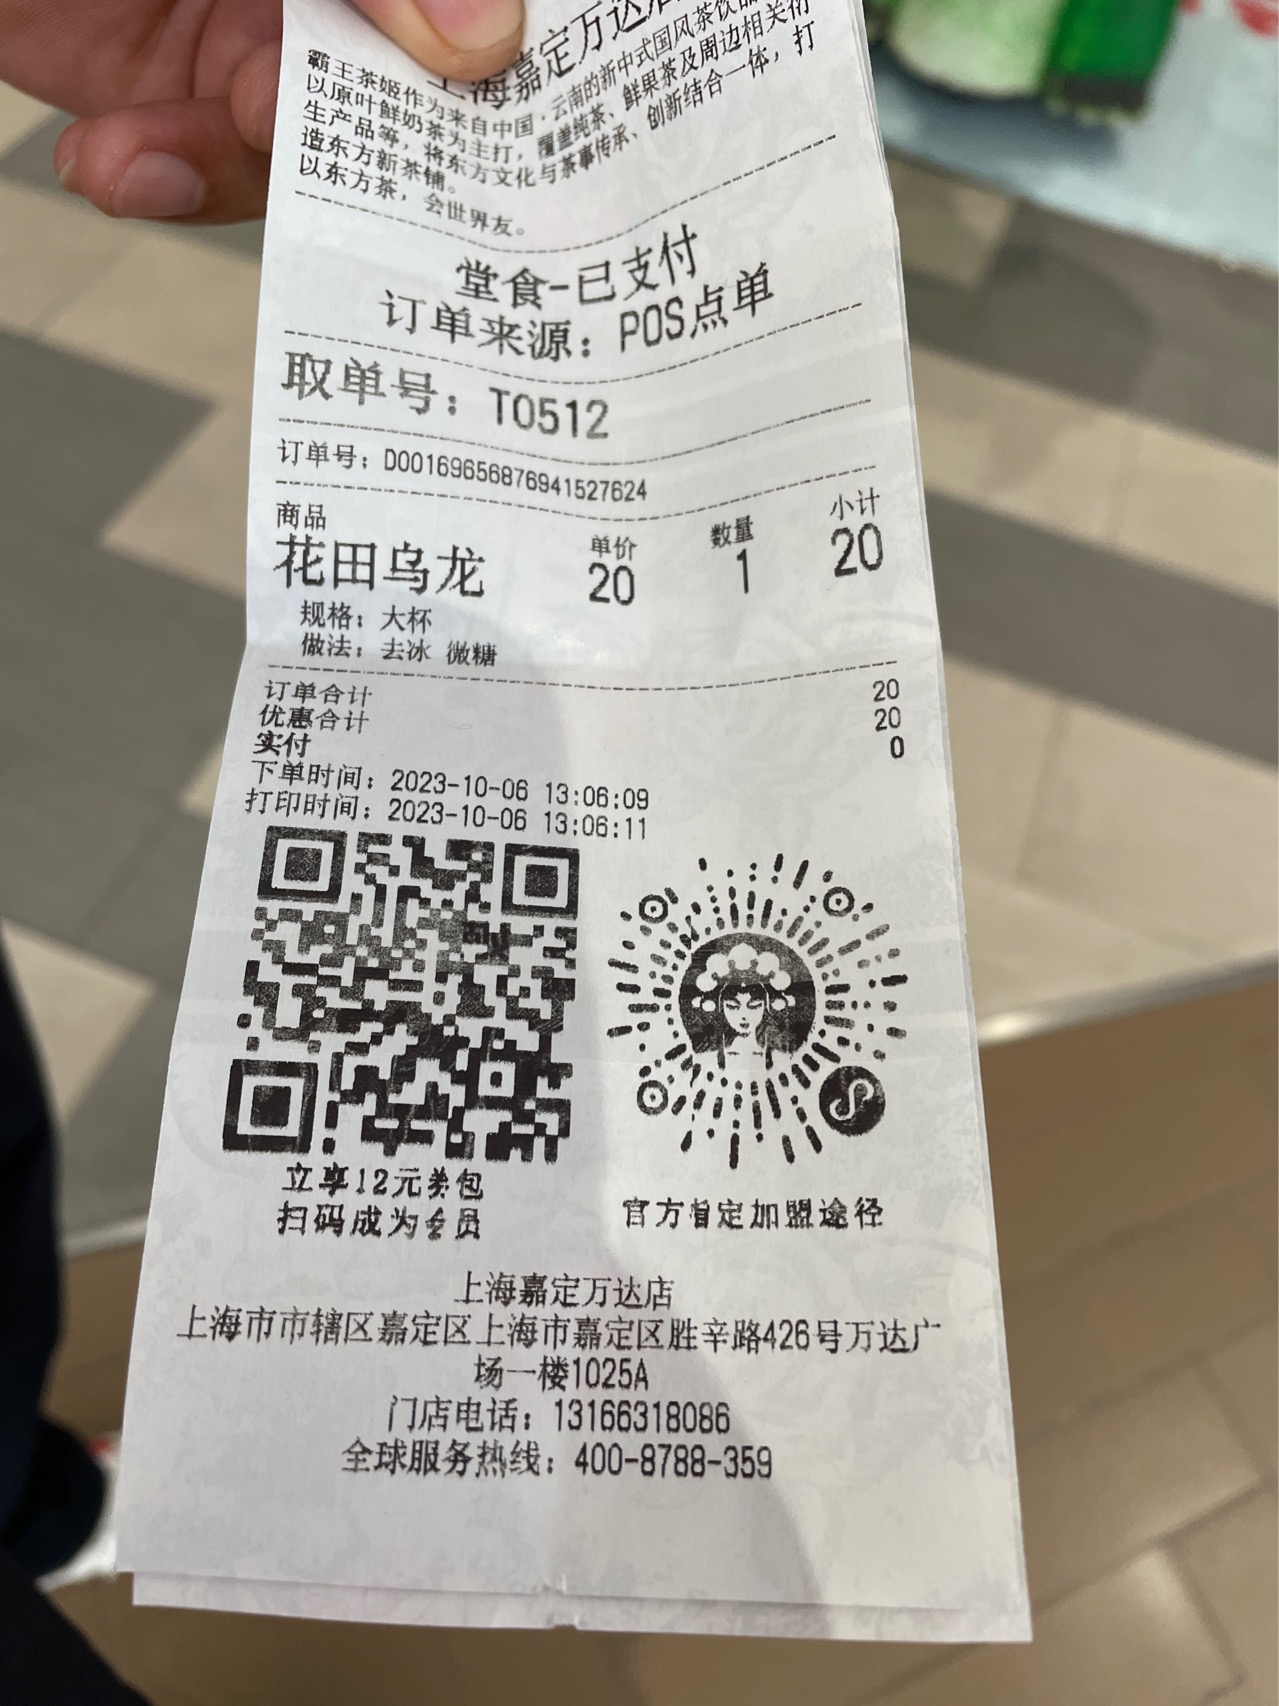 上海嘉定万达店
霸王茶姬作为来自中国·云南的新中式国风茶饮品
以原叶鲜奶茶为主打，覆盖纯茶、鲜果茶及周边相关衍
生产品等，将东方文化与茶事传承、创新结合一体，打
造东方新茶铺。
以东方茶，会世界友。
堂食-已支付
订单来源：POS点单
取单号：T0512
订单号：D001696568769415276​24
商品 单价 数量 小计
花田乌龙 20 1 20
规格：大杯
做法：去冰 微糖
订单合计 20
优惠合计 20
实付 0
下单时间：2023-10-06 13:06:09
打印时间：2023-10-06 13:06:11
立享12元券包
扫码成为会员
官方指定加盟途径
上海嘉定万达店
上海市市辖区嘉定区上海市嘉定区胜辛路426号万达广
场一楼1025A
门店电话：13166318086
全球服务热线：400-8788-359